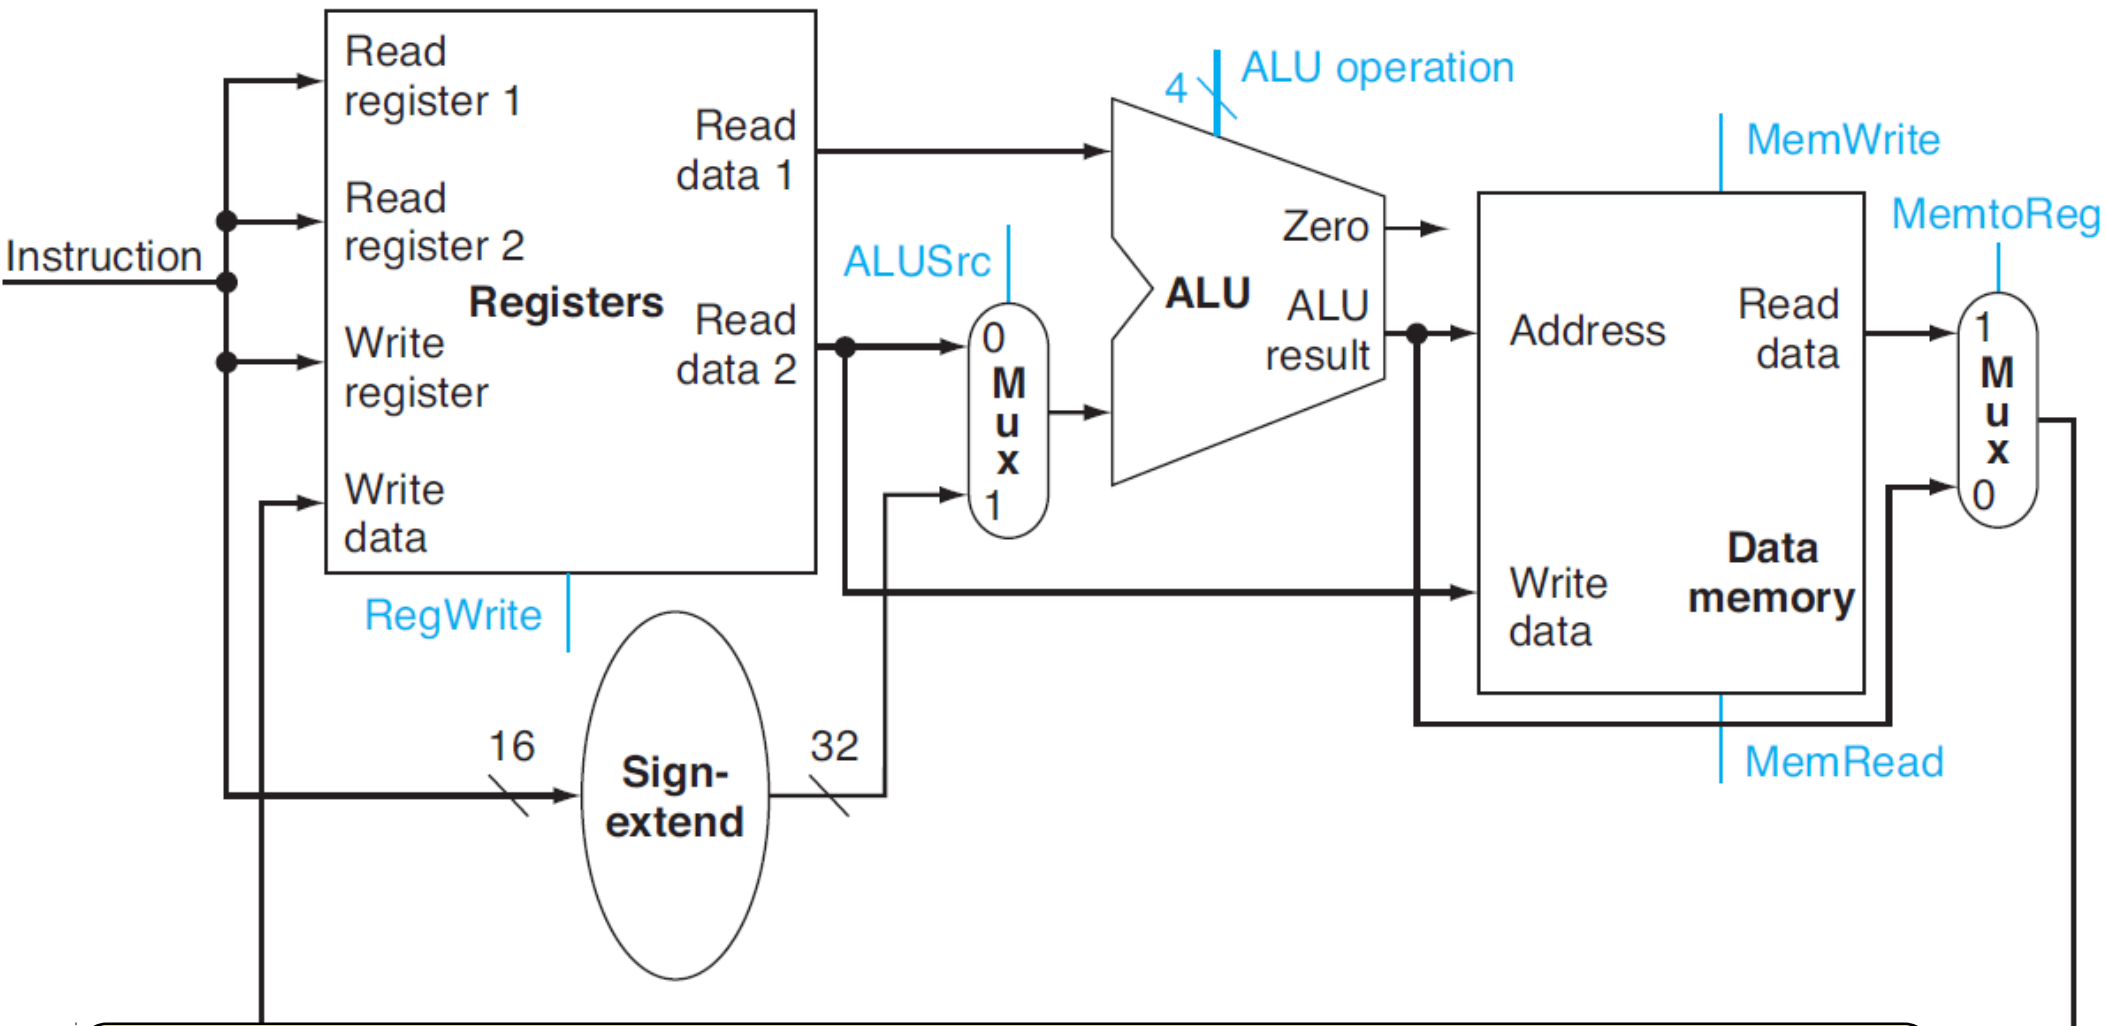 Instruction
Read
register 1
Read
register 2
Write
register
Write
data
Registers
Read
data 1
Read
data 2
RegWrite
16
Sign-
extend
32
ALUSrc
0
M
u
x
1
4
ALU operation
ALU
Zero
ALU
result
MemWrite
Address
Read
data
Write
data
Data
memory
MemRead
MemtoReg
1
M
u
x
0